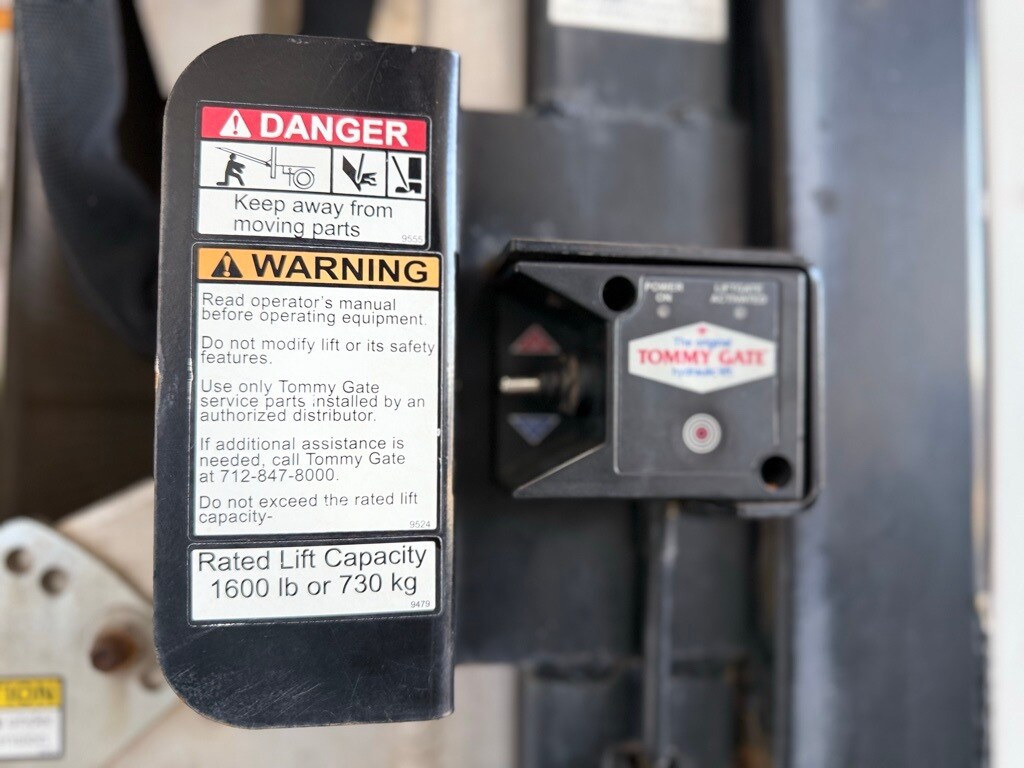 DANGER
Keep away from
moving parts
9555
WARNING
Read operator's manual
before operating equipment.
Do not modify lift or its safety
features.
Use only Tommy Gate
service parts installed by an
authorized distributor.
If additional assistance is
needed, call Tommy Gate
at 712-847-8000.
Do not exceed the rated lift
capacity-
9524
Rated Lift Capacity
1600 lb or 730 kg
9479
POWER
ON
LIFTGATE
ACTIVATED
The original
TOMMY GATE
hydraulic lift